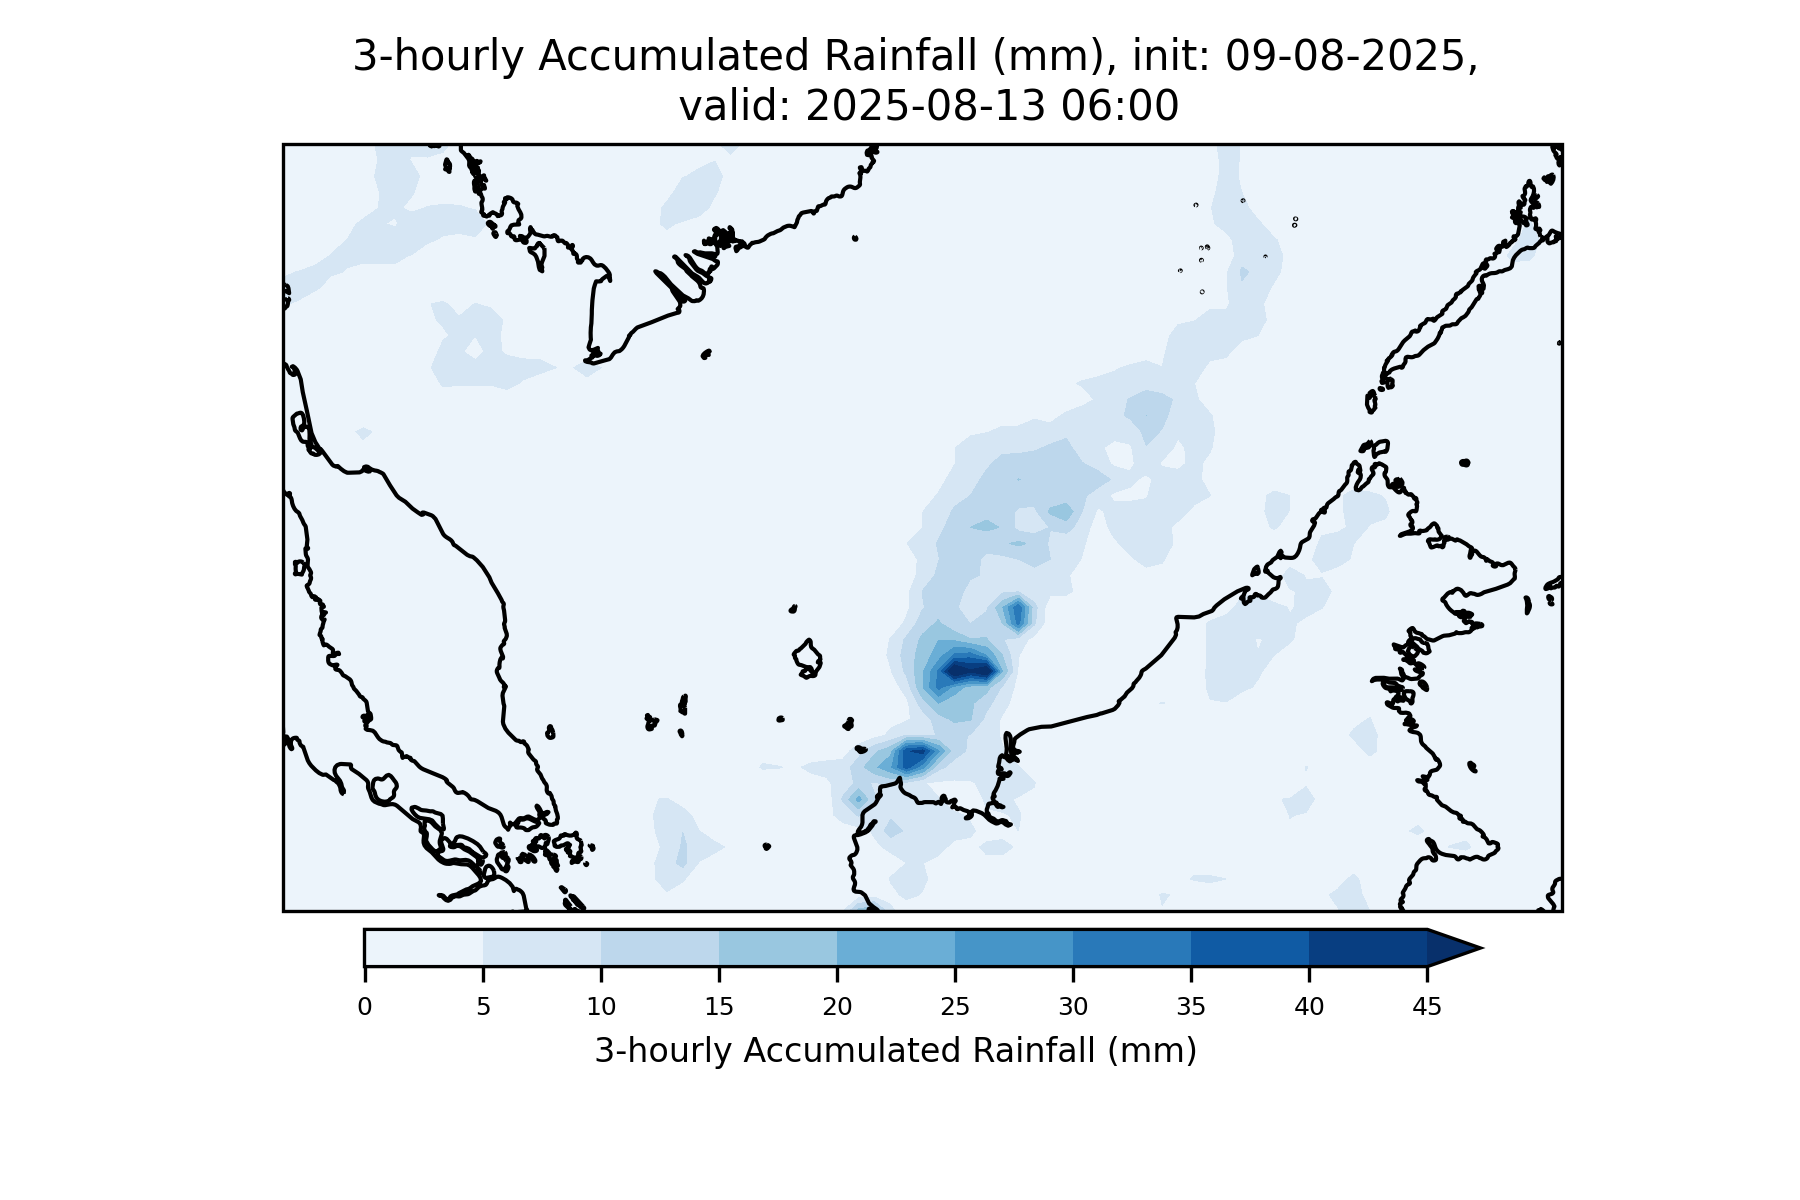 3-hourly Accumulated Rainfall (mm), init: 09-08-2025,
valid: 2025-08-13 06:00
0 5 10 15 20 25 30 35 40 45
3-hourly Accumulated Rainfall (mm)